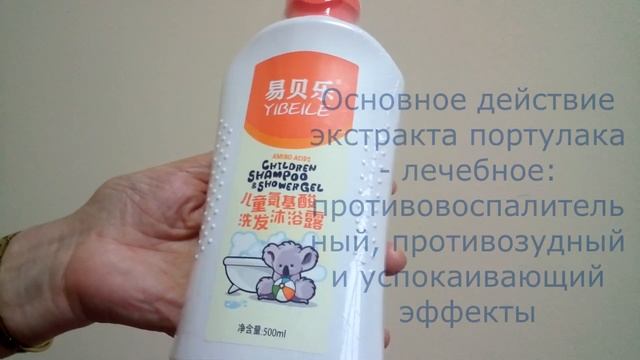 易贝乐®
YIBEILE
AMINO ACIDS
CHILDREN
SHAMPOO
& SHOWER GEL
儿童氨基酸
洗发沐浴露
净含量:500ml
Основное действие
экстракта портулака
- лечебное:
противовоспалитель
ный, противозудный
и успокаивающий
эффекты